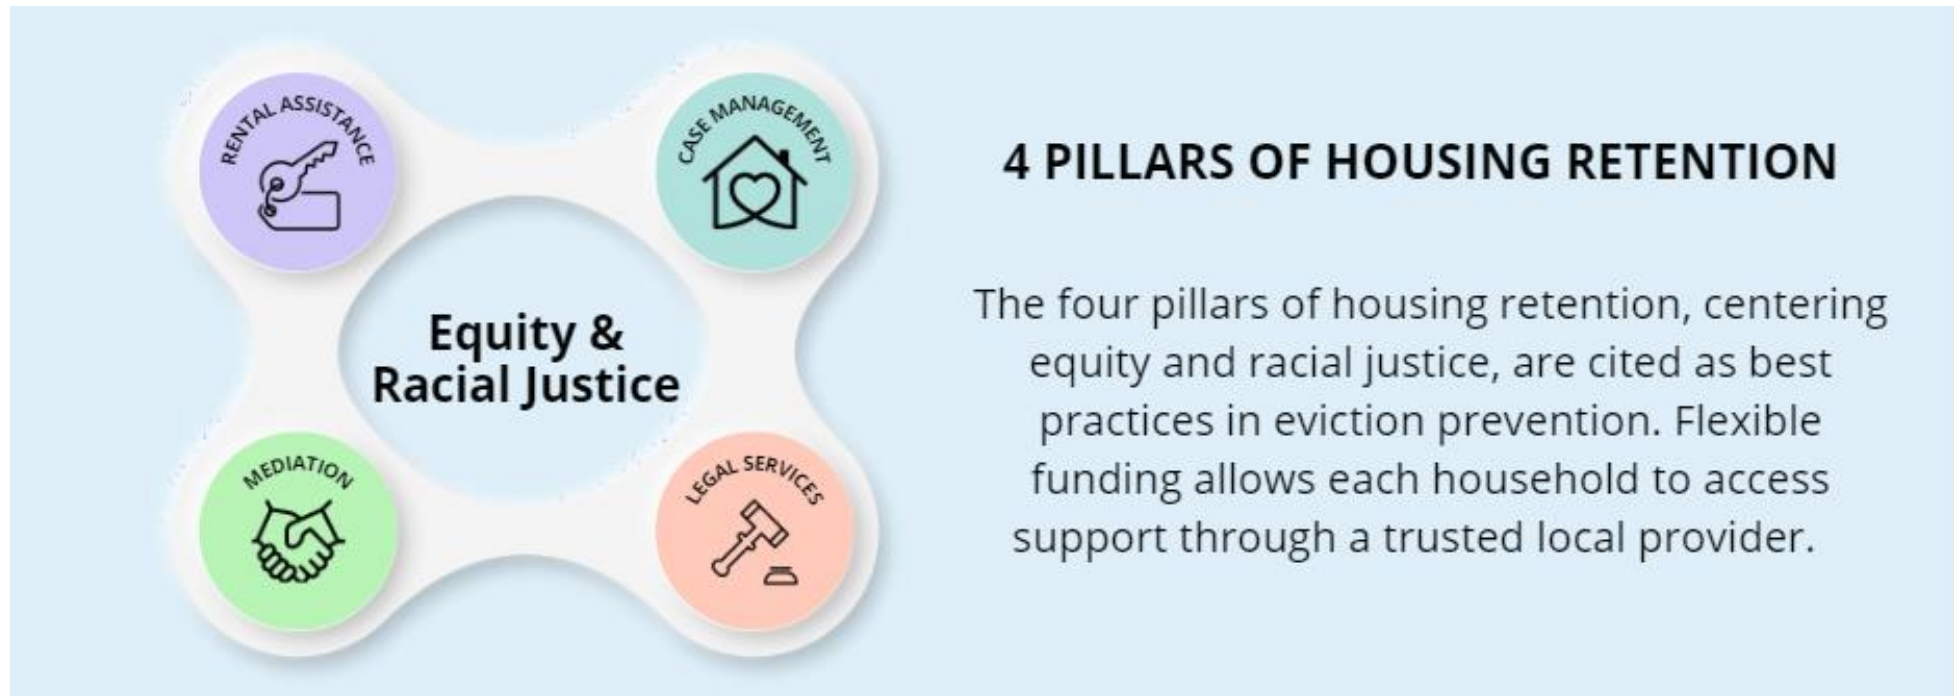 RENTAL ASSISTANCE
CASE MANAGEMENT
Equity &
Racial Justice
MEDIATION
LEGAL SERVICES
4 PILLARS OF HOUSING RETENTION
The four pillars of housing retention, centering
equity and racial justice, are cited as best
practices in eviction prevention. Flexible
funding allows each household to access
support through a trusted local provider.